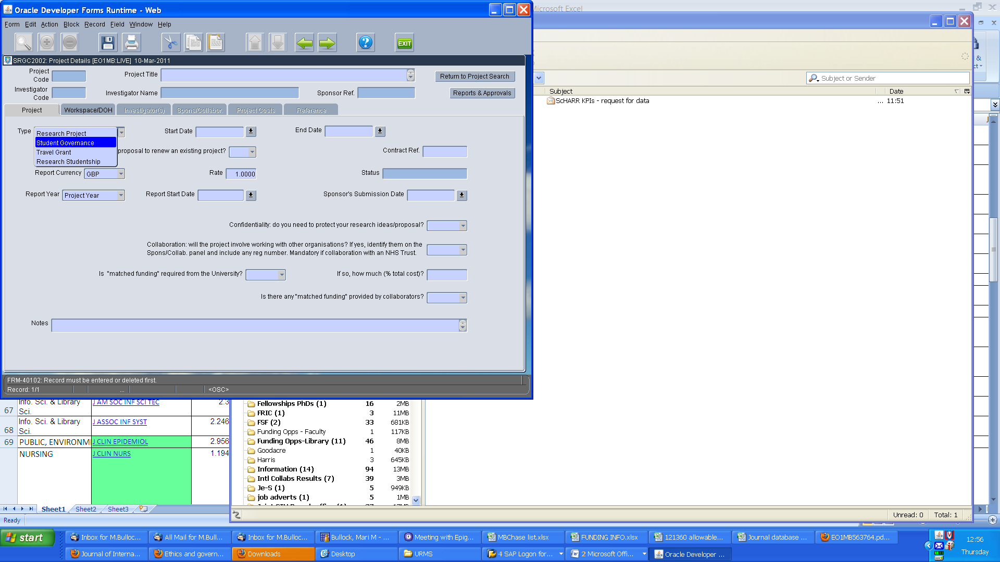 Oracle Developer Forms Runtime - Web
Microsoft Excel
Form Edit Action Block Record Field Window Help
EXIT
SRGC2002: Project Details [EO1MB:LIVE] 10-Mar-2011
Project Code
Project Title
Return to Project Search
Investigator Code
Investigator Name
Sponsor Ref.
Reports & Approvals
Project Workspace/DOH Investigator(s) Spons/Collabor. Project Costs Reference
Type
Research Project
Student Governance
Travel Grant
Research Studentship
Start Date
End Date
proposal to renew an existing project?
Contract Ref.
Report Currency GBP
Rate 1.0000
Status
Report Year Project Year
Report Start Date
Sponsor's Submission Date
Confidentiality: do you need to protect your research ideas/proposal?
Collaboration: will the project involve working with other organisations? If yes, identify them on the
Spons/Collab. panel and include any reg number. Mandatory if collaboration with an NHS Trust.
Is "matched funding" required from the University?
If so, how much (% total cost)?
Is there any "matched funding" provided by collaborators?
Notes
FRM-40102: Record must be entered or deleted first.
Record: 1/1 ... <OSC>
Subject or Sender
Subject Date
ScHARR KPIs - request for data ... 11:51
67 Info. Sci. & Library Sci. J AM SOC INF SCI TEC 2.3
68 Info. Sci. & Library Sci. J ASSOC INF SYST 2.246
69 PUBLIC, ENVIRONM J CLIN EPIDEMIOL 2.956
NURSING J CLIN NURS 1.194
Fellowships PhDs (1) 16 2MB
FRIC (1) 3 11MB
FSF (2) 33 681KB
Funding Opps - Faculty 1 117KB
Funding Opps-Library (11) 46 8MB
Goodacre 1 40KB
Harris 3 645KB
Information (14) 94 13MB
Intl Collabs Results (7) 39 3MB
Je-S (1) 5 949KB
job adverts (1) 5 1MB
Sheet1 Sheet2 Sheet3
Ready
Unread: 0 Total: 1
start
Inbox for M.Bulloc...
All Mail for M.Bull...
Inbox for M.Bulloc...
Bullock, Mari M - ...
Meeting with Epig...
MBChase list.xlsx
FUNDING INFO.xlsx
121360 allowable...
Journal database ...
EO1MB563764.pd...
Journal of Interna...
Ethics and govern...
Downloads
Desktop
URMS
4 SAP Logon for...
2 Microsoft Offi...
Oracle Developer ...
12:56
Thursday